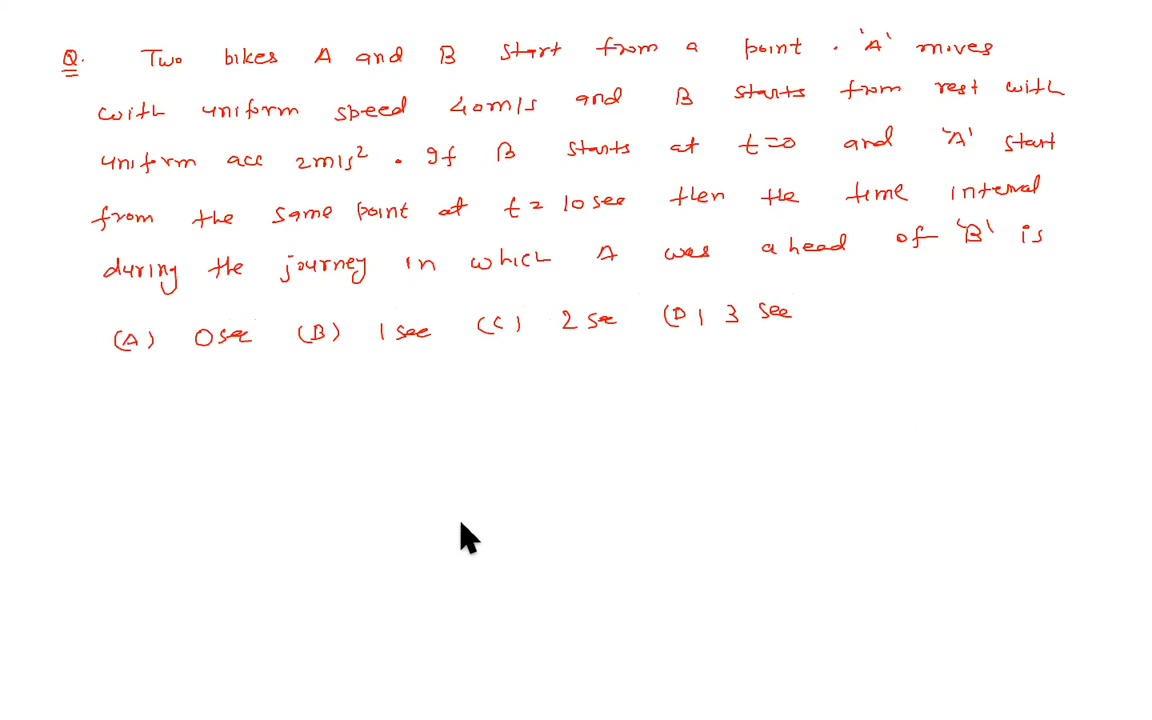 Q. Two bikes A and B start from a point. 'A' moves
with uniform speed 40m/s and B starts from rest with
uniform acc 2m/s². If B starts at t=0 and 'A' start
from the same point at t=10sec then the time interval
during the journey in which A was ahead of 'B' is
(A) 0 sec (B) 1 sec (C) 2 sec (D) 3 sec